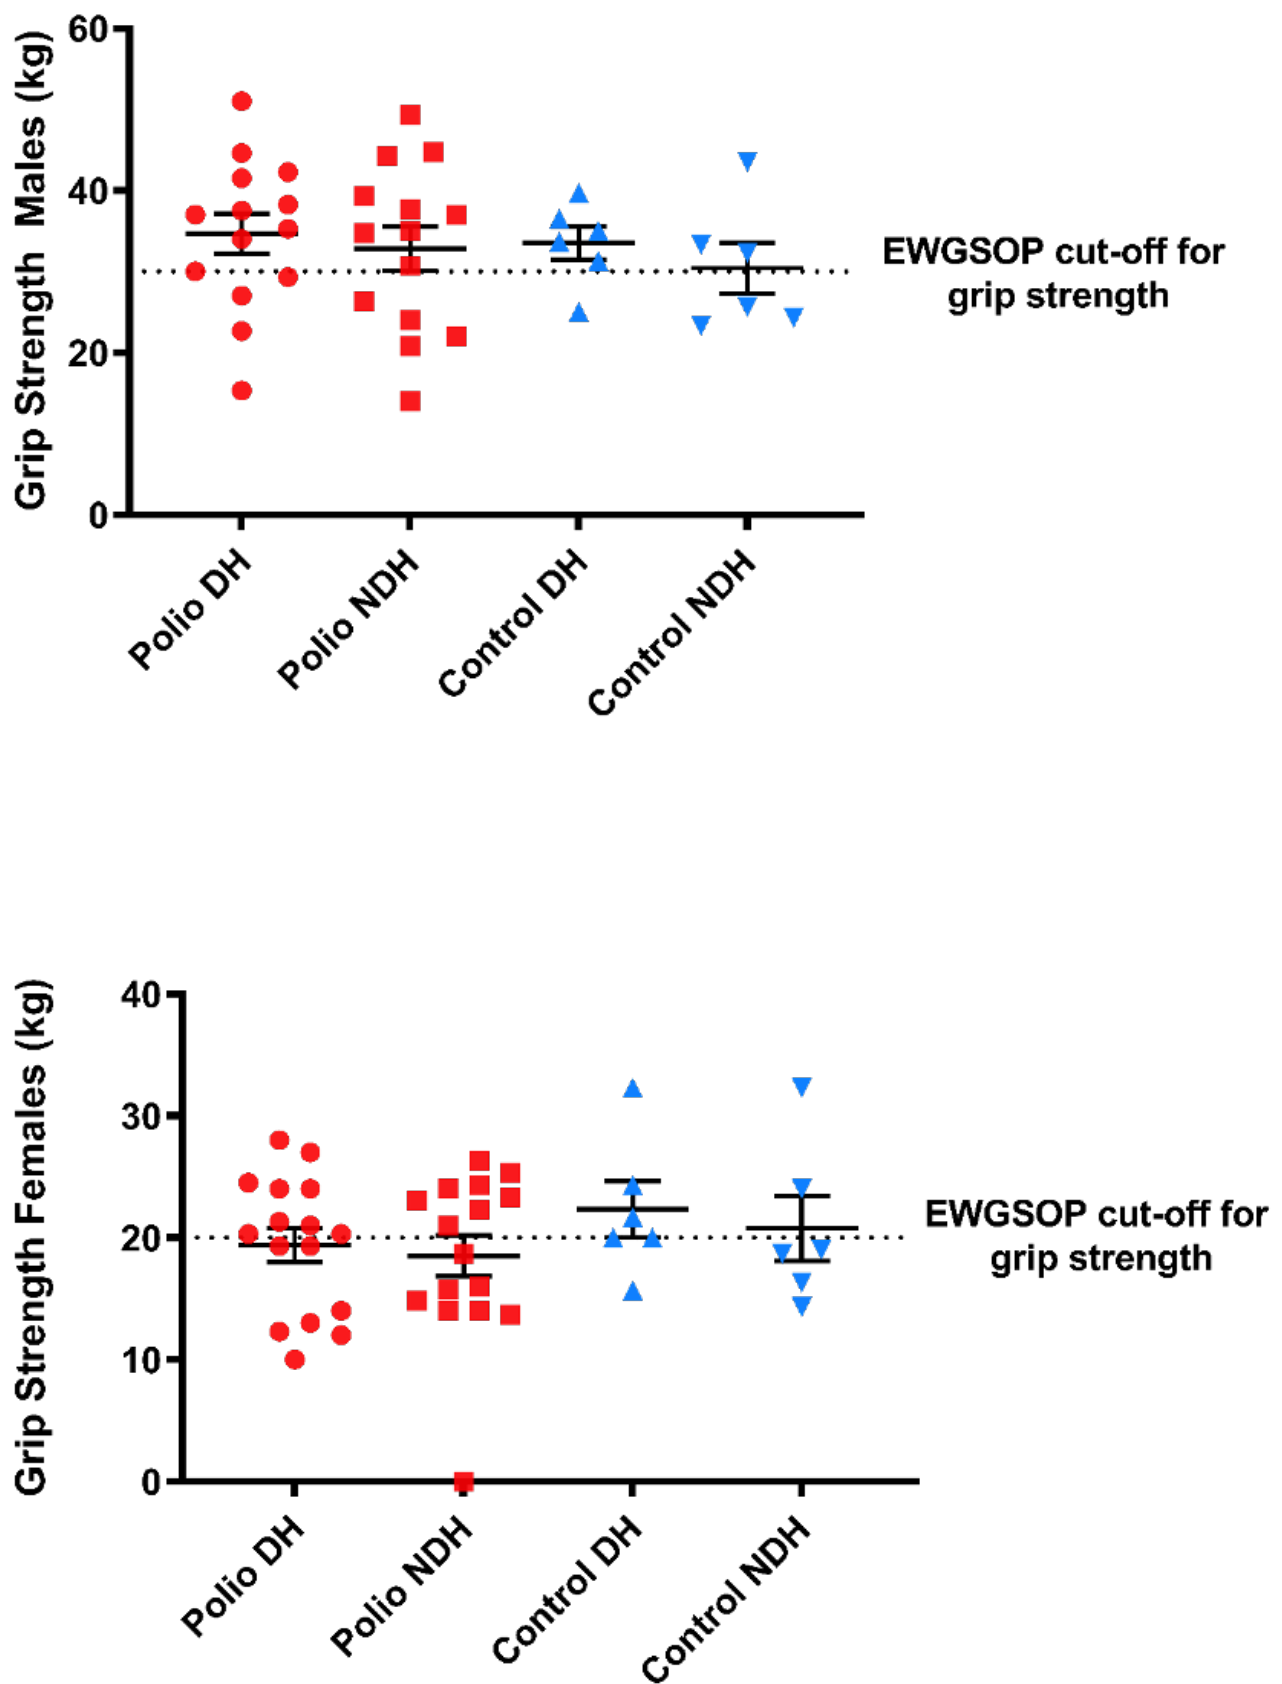 Grip Strength  Males (kg)
60
40
20
0
EWGSOP cut-off for
grip strength
Polio DH
Polio NDH
Control DH
Control NDH
Grip Strength Females (kg)
40
30
20
10
0
EWGSOP cut-off for
grip strength
Polio DH
Polio NDH
Control DH
Control NDH